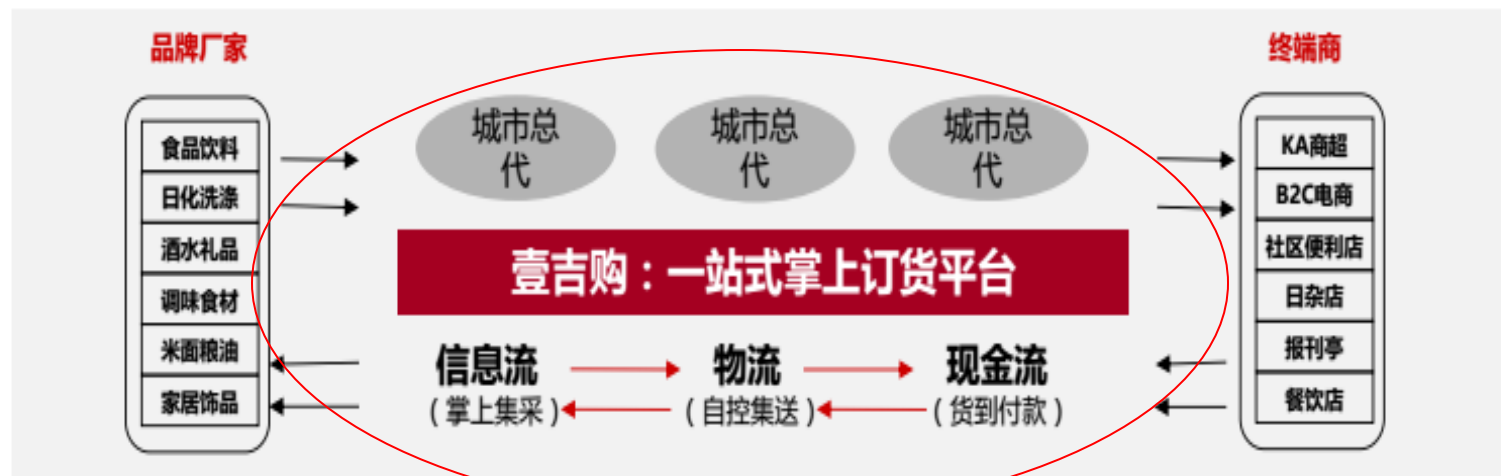 品牌厂家
终端商
食品饮料
日化洗涤
酒水礼品
调味食材
米面粮油
家居饰品
城市总
代
城市总
代
城市总
代
壹吉购：一站式掌上订货平台
信息流
（掌上集采）
物流
（自控集送）
现金流
（货到付款）
KA商超
B2C电商
社区便利店
日杂店
报刊亭
餐饮店